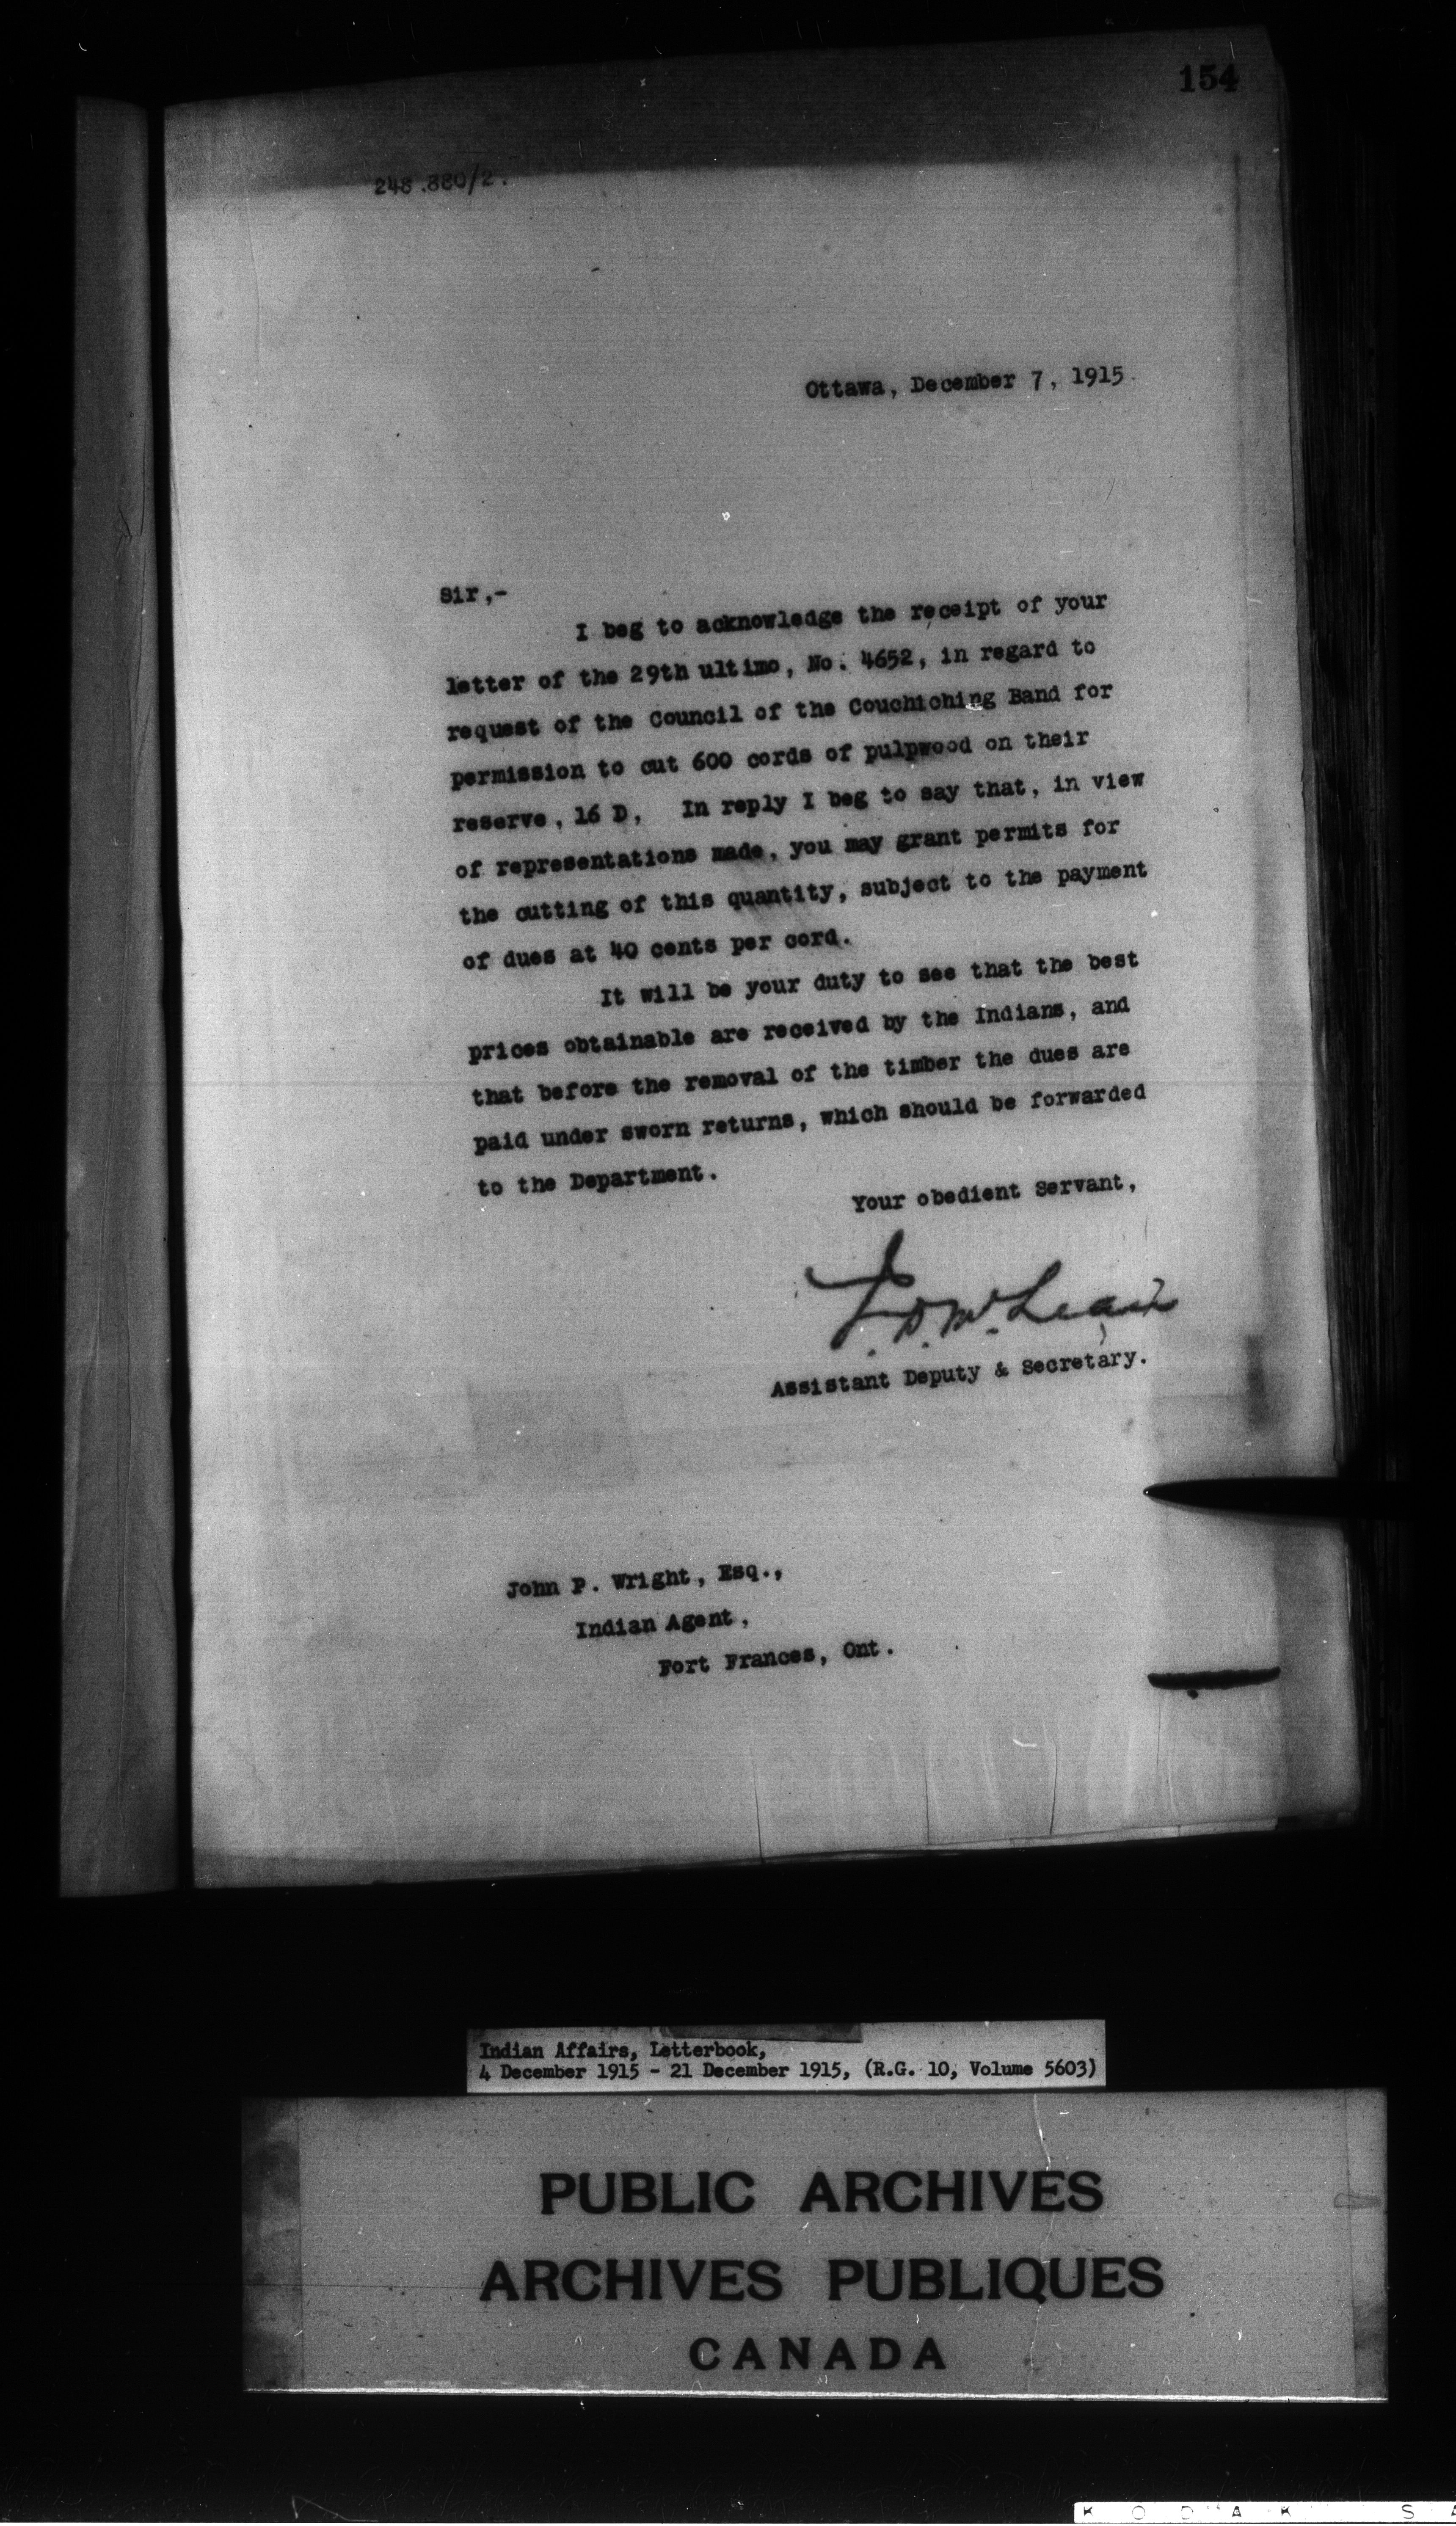 154
248.880/2.
Ottawa, December 7, 1915.
Sir,-
I beg to acknowledge the receipt of your
letter of the 29th ultimo, No. 4652, in regard to
request of the Council of the Couchiching Band for
permission to cut 600 cords of pulpwood on their
reserve, 16 D, In reply I beg to say that, in view
of representations made, you may grant permits for
the cutting of this quantity, subject to the payment
of dues at 40 cents per cord.
It will be your duty to see that the best
prices obtainable are received by the Indians, and
that before the removal of the timber the dues are
paid under sworn returns, which should be forwarded
to the Department.
Your obedient Servant,
J. D. McLean
Assistant Deputy & Secretary.
John P. Wright, Esq.,
Indian Agent,
Fort Frances, Ont.
Indian Affairs, Letterbook,
4 December 1915 - 21 December 1915, (R.G. 10, Volume 5603)
PUBLIC ARCHIVES
ARCHIVES PUBLIQUES
CANADA
KODAK SA